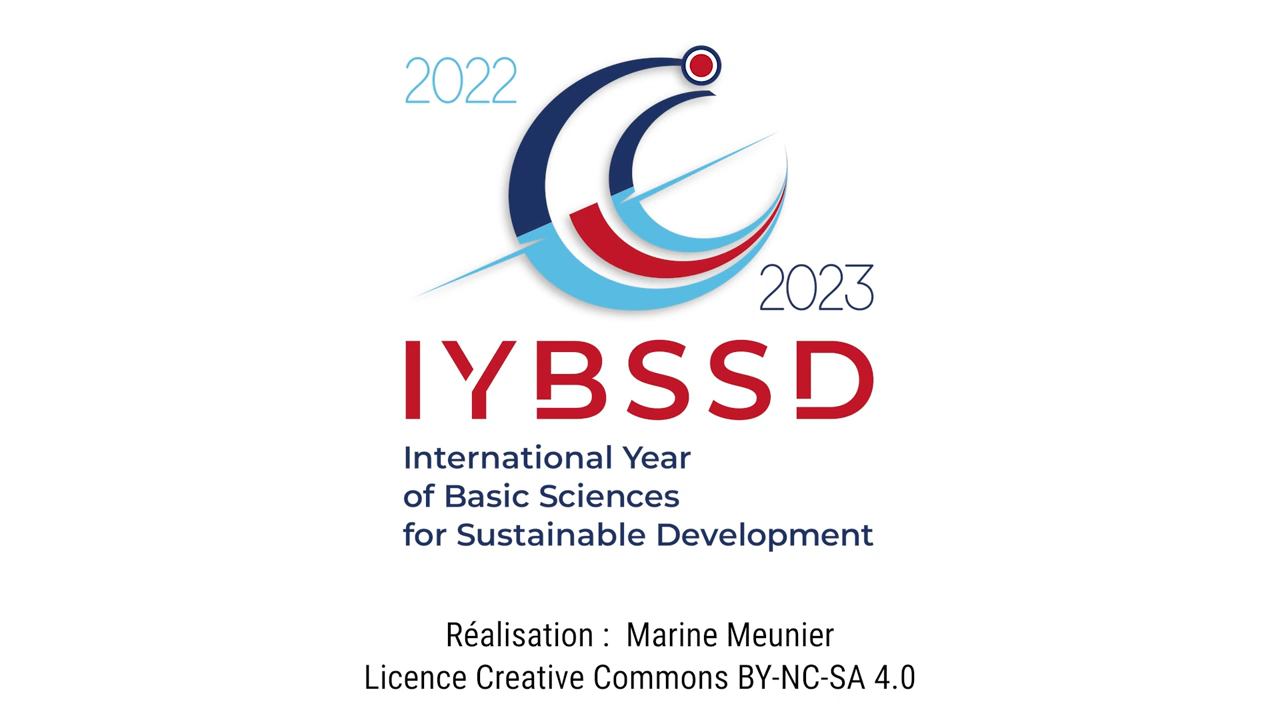 2022
2023
IYBSSD
International Year
of Basic Sciences
for Sustainable Development
Réalisation : Marine Meunier
Licence Creative Commons BY-NC-SA 4.0